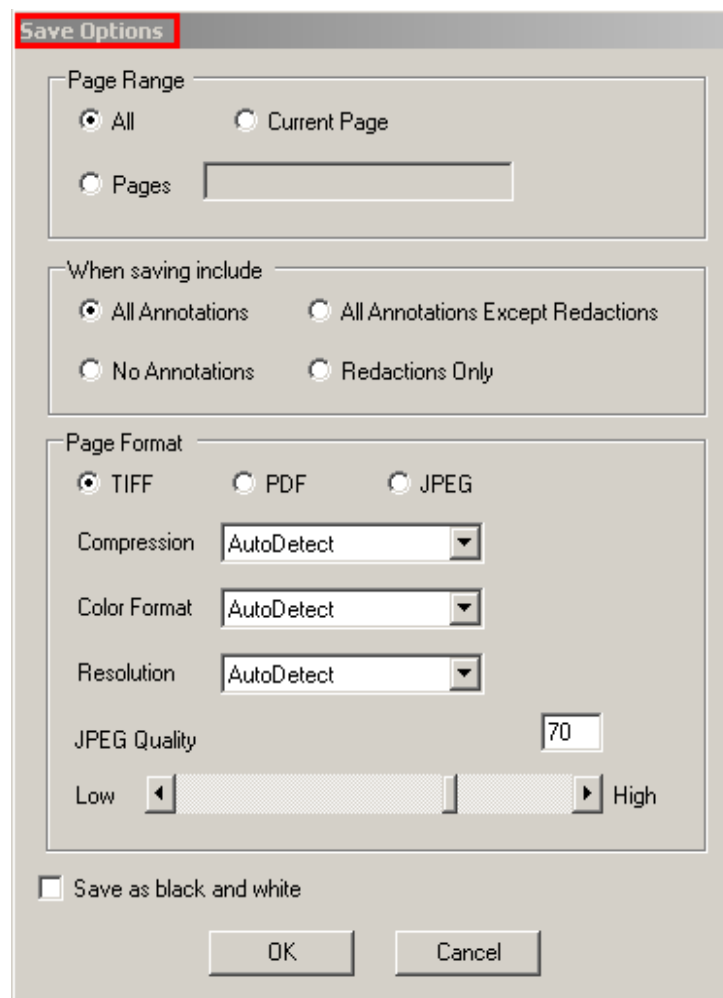 Save Options
Page Range
All Current Page
Pages
When saving include
All Annotations All Annotations Except Redactions
No Annotations Redactions Only
Page Format
TIFF PDF JPEG
Compression AutoDetect
Color Format AutoDetect
Resolution AutoDetect
JPEG Quality 70
Low High
Save as black and white
OK Cancel